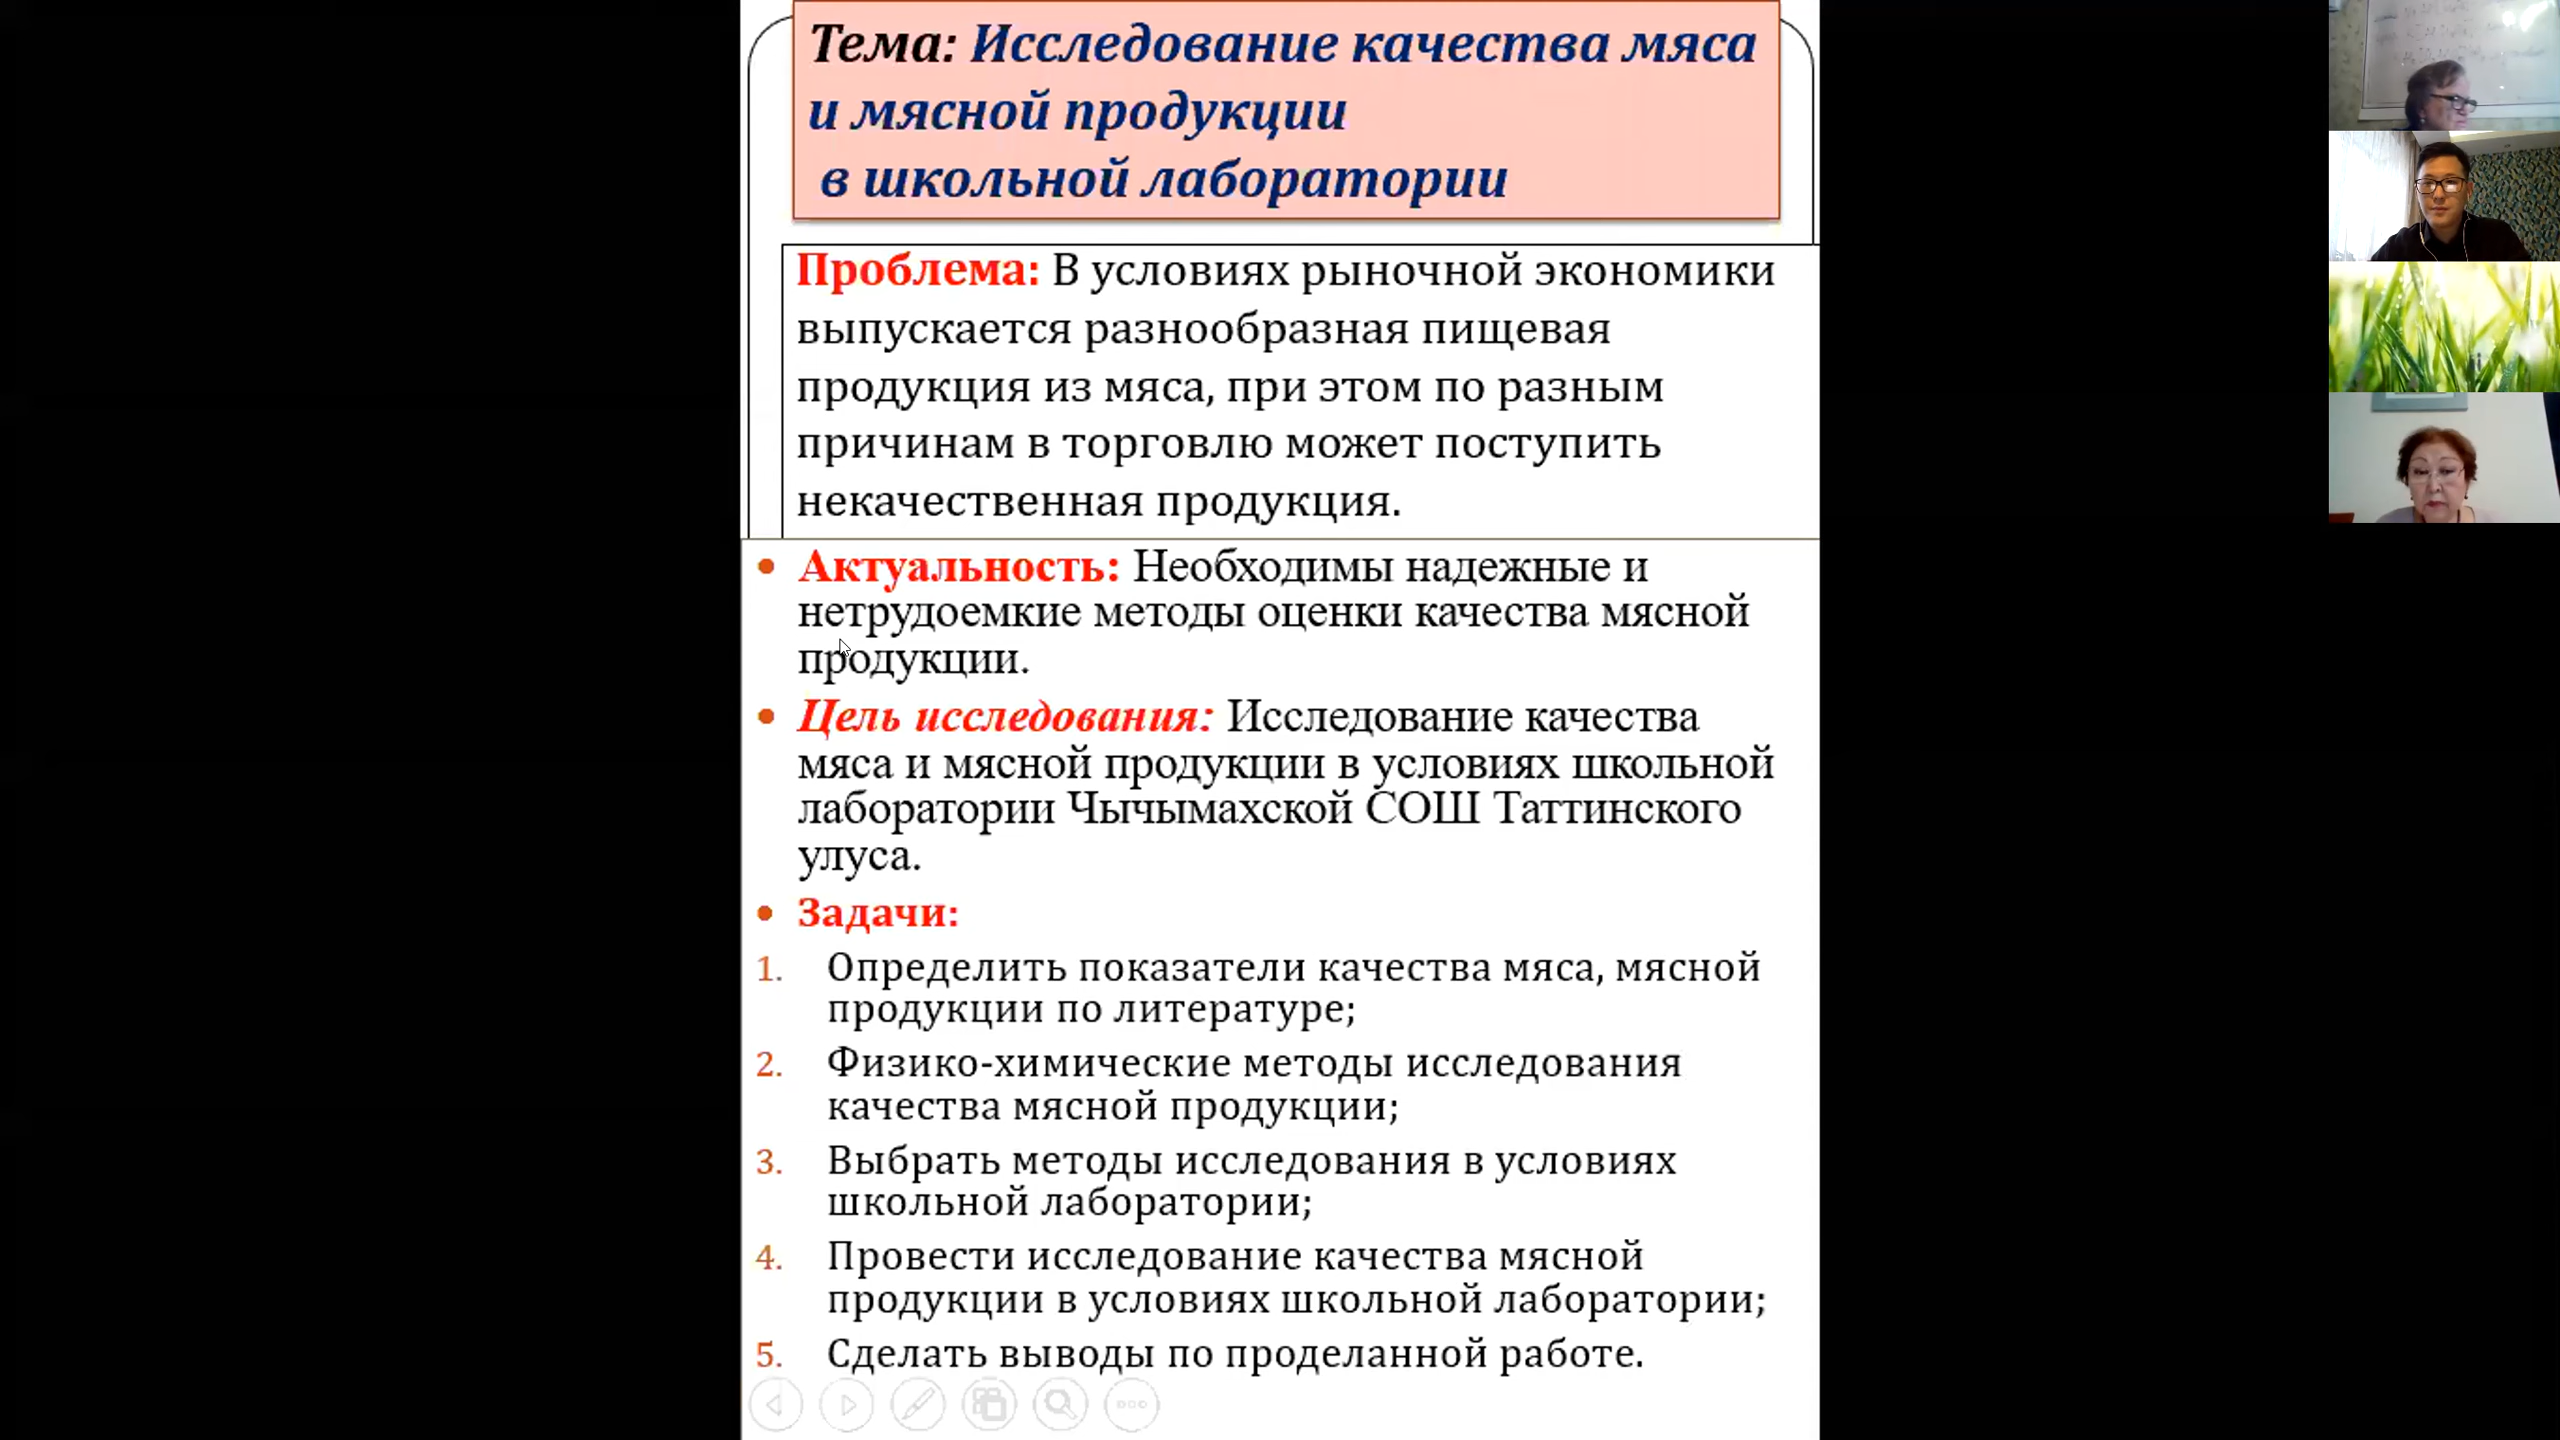 Тема: Исследование качества мяса
и мясной продукции
в школьной лаборатории
Проблема: В условиях рыночной экономики
выпускается разнообразная пищевая
продукция из мяса, при этом по разным
причинам в торговлю может поступить
некачественная продукция.
• Актуальность: Необходимы надежные и
нетрудоемкие методы оценки качества мясной
продукции.
• Цель исследования: Исследование качества
мяса и мясной продукции в условиях школьной
лаборатории Чычымахской СОШ Таттинского
улуса.
• Задачи:
1. Определить показатели качества мяса, мясной
продукции по литературе;
2. Физико-химические методы исследования
качества мясной продукции;
3. Выбрать методы исследования в условиях
школьной лаборатории;
4. Провести исследование качества мясной
продукции в условиях школьной лаборатории;
5. Сделать выводы по проделанной работе.